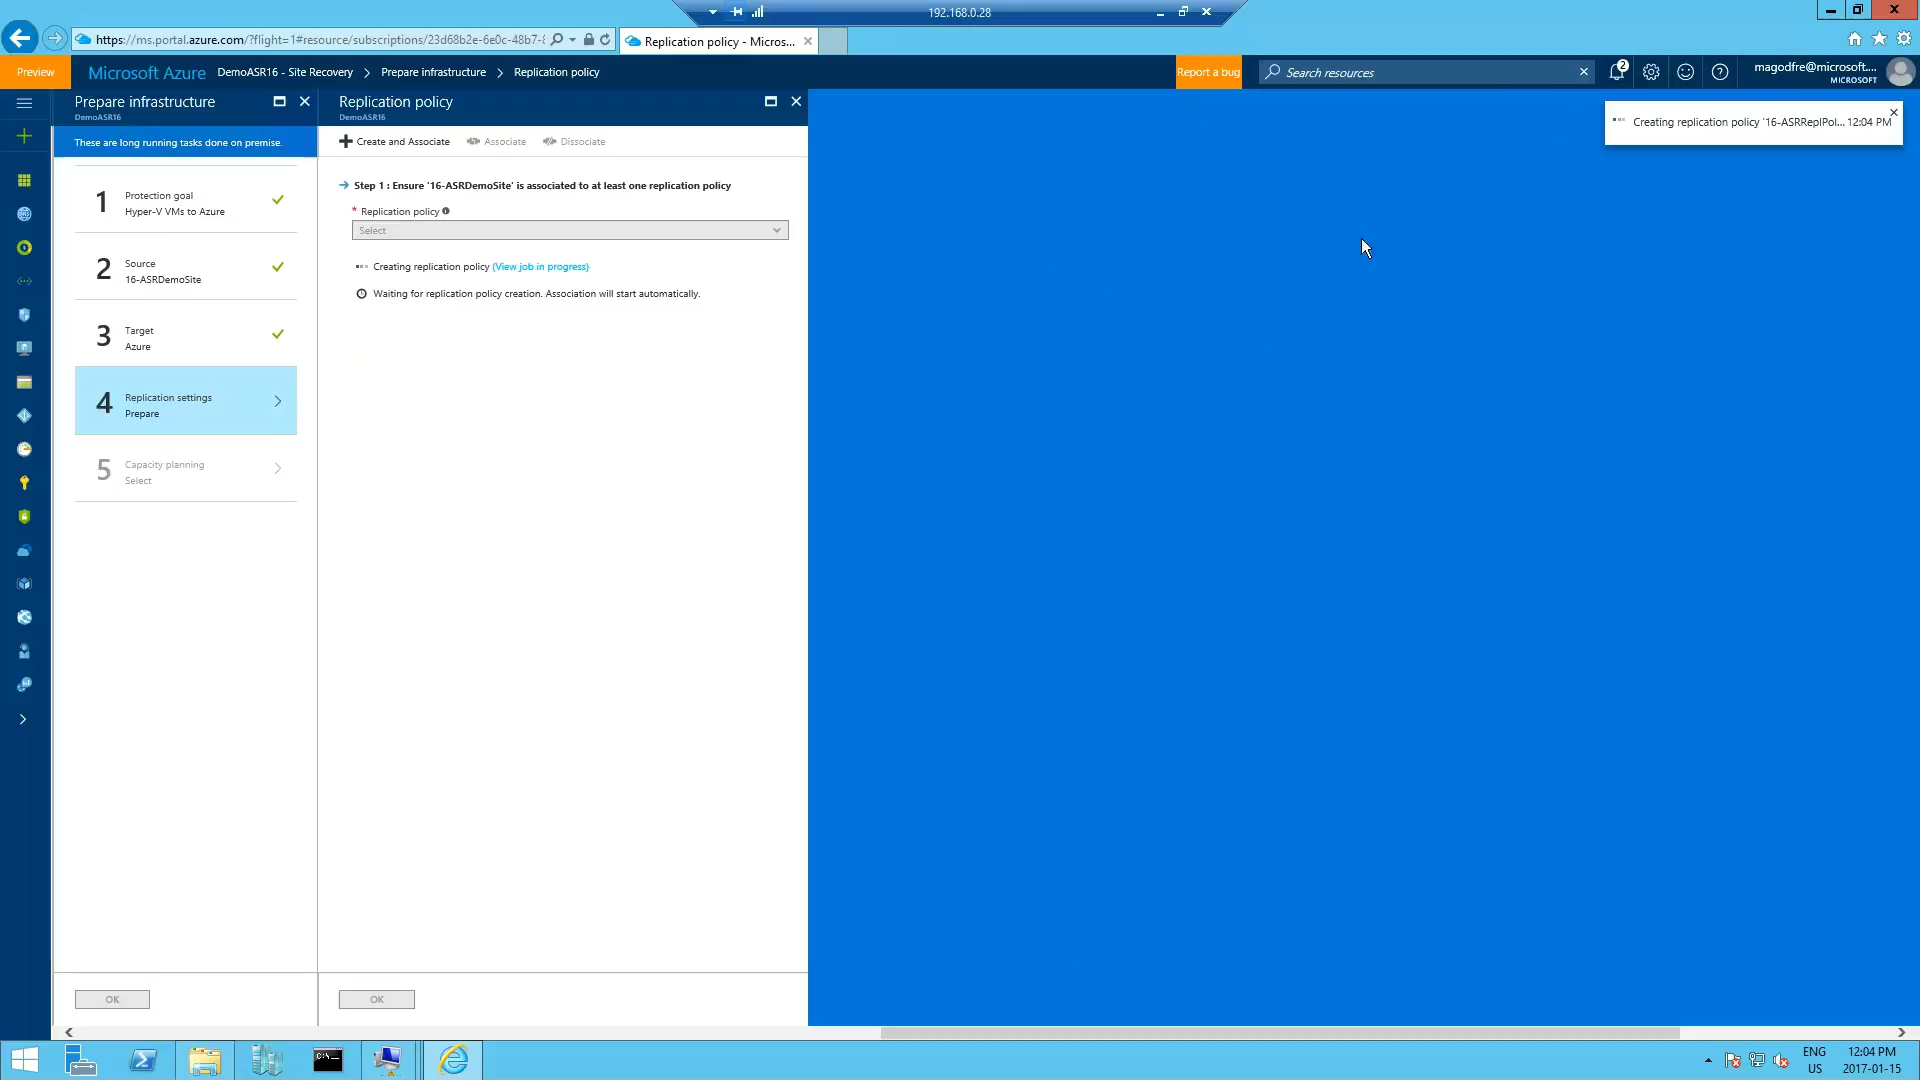 192.168.0.28
https://ms.portal.azure.com/?flight=1#resource/subscriptions/23d68b2e-6e0c-48b7-8
Replication policy - Micros...
Preview
Microsoft Azure
DemoASR16 - Site Recovery > Prepare infrastructure > Replication policy
Report a bug
Search resources
2
magodfre@microsoft....
MICROSOFT
Prepare infrastructure
DemoASR16
These are long running tasks done on premise.
1
Protection goal
Hyper-V VMs to Azure
2
Source
16-ASRDemoSite
3
Target
Azure
4
Replication settings
Prepare
5
Capacity planning
Select
OK
Replication policy
DemoASR16
Create and Associate
Associate
Dissociate
Step 1 : Ensure '16-ASRDemoSite' is associated to at least one replication policy
* Replication policy
Select
Creating replication policy (View job in progress)
Waiting for replication policy creation. Association will start automatically.
OK
Creating replication policy '16-ASRReplPol... 12:04 PM
ENG
US
12:04 PM
2017-01-15